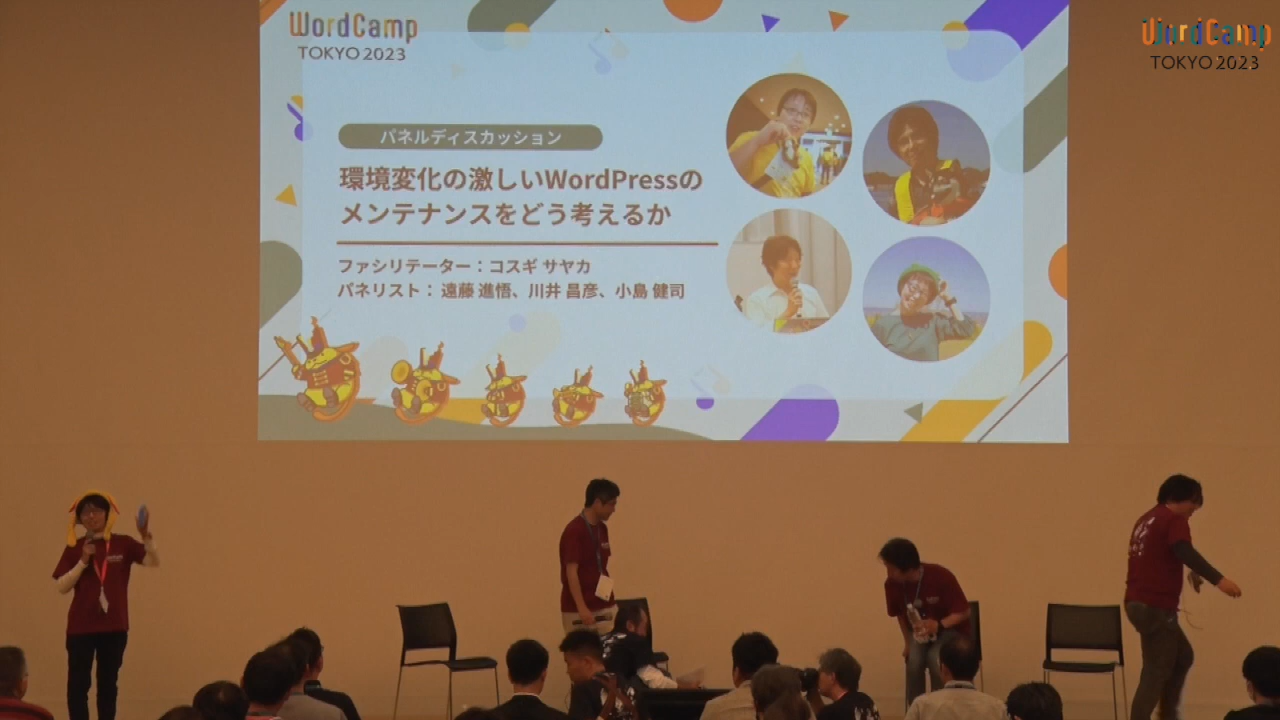 WordCamp
TOKYO 2023
WordCamp
TOKYO 2023
パネルディスカッション
環境変化の激しいWordPressの
メンテナンスをどう考えるか
ファシリテーター：コスギ サヤカ
パネリスト： 遠藤 進悟、川井 昌彦、小島 健司